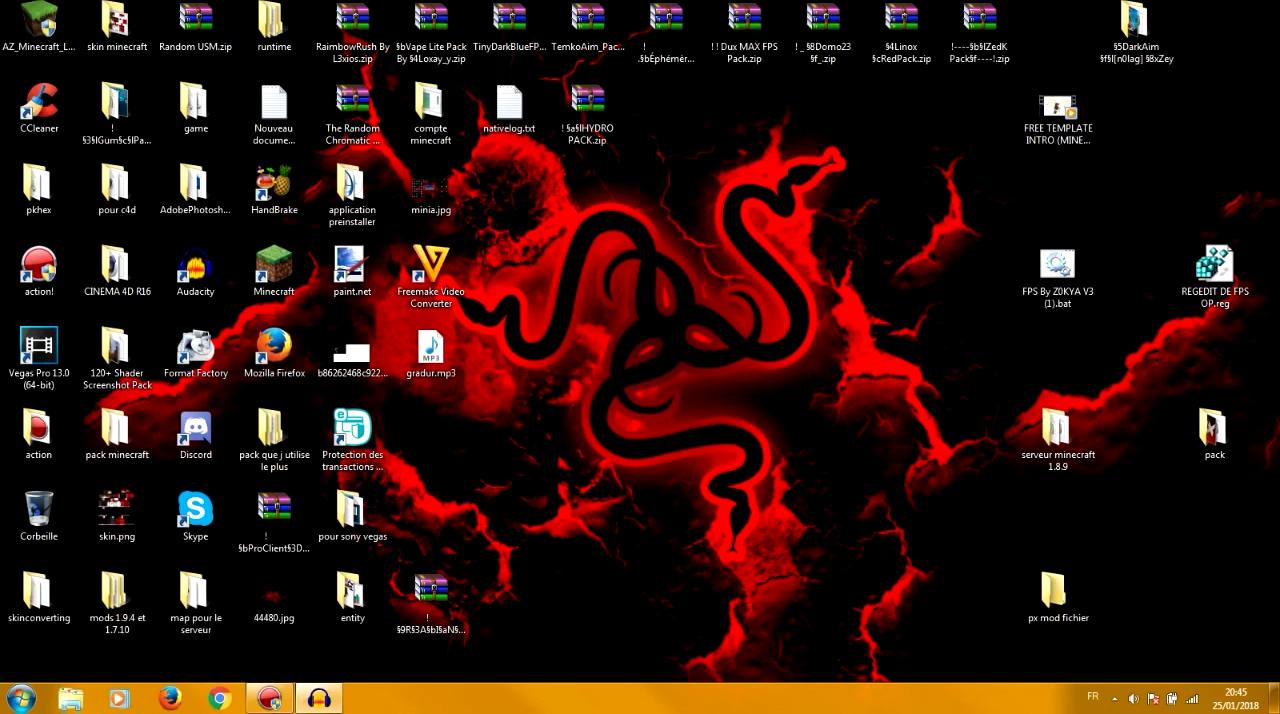 AZ_Minecraft_L...
skin minecraft
Random USM.zip
runtime
RaimbowRush By
L3xios.zip
§bVape Lite Pack
By §4Loxay_y.zip
TinyDarkBlueFP...
TemkoAim_Pac...
!
.§bÉphémér...
! ! Dux MAX FPS
Pack.zip
! _ §8Domo23
§f_.zip
§4Linox
§cRedPack.zip
!----§b§lZedK
Pack§f----!.zip
§5DarkAim
§f§l[n0lag] §8xZey
CCleaner
!
§3§lGum§c§lPa...
game
Nouveau
docume...
The Random
Chromatic ...
compte
minecraft
nativelog.txt
! §a§lHYDRO
PACK.zip
FREE TEMPLATE
INTRO (MINE...
pkhex
pour c4d
AdobePhotosh...
HandBrake
application
preinstaller
minia.jpg
action!
CINEMA 4D R16
Audacity
Minecraft
paint.net
Freemake Video
Converter
FPS By Z0KYA V3
(1).bat
REGEDIT DE FPS
OP.reg
Vegas Pro 13.0
(64-bit)
120+ Shader
Screenshot Pack
Format Factory
Mozilla Firefox
b86262468c922...
MP3
gradur.mp3
action
pack minecraft
Discord
pack que j utilise
le plus
Protection des
transactions ...
serveur minecraft
1.8.9
pack
Corbeille
skin.png
Skype
!
§bProClient§3D...
pour sony vegas
skinconverting
mods 1.9.4 et
1.7.10
map pour le
serveur
44480.jpg
entity
!
§9R§3A§bI§aN§...
px mod fichier
FR
20:45
25/01/2018